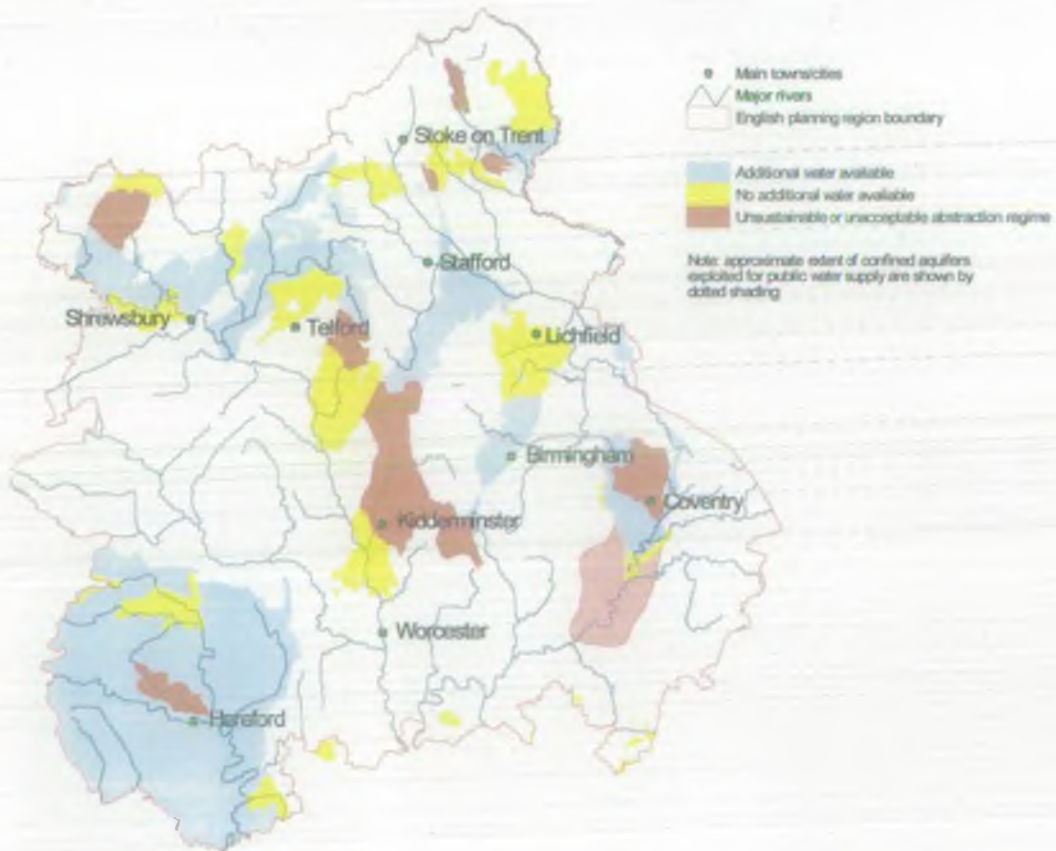 Main towns/cities
Major rivers
English planning region boundary
Additional water available
No additional water available
Unsustainable or unacceptable abstraction regime
Note: approximate extent of confined aquifers
exploited for public water supply are shown by
dotted shading
Stoke on Trent
Stafford
Shrewsbury
Telford
Lichfield
Birmingham
Coventry
Kidderminster
Worcester
Hereford